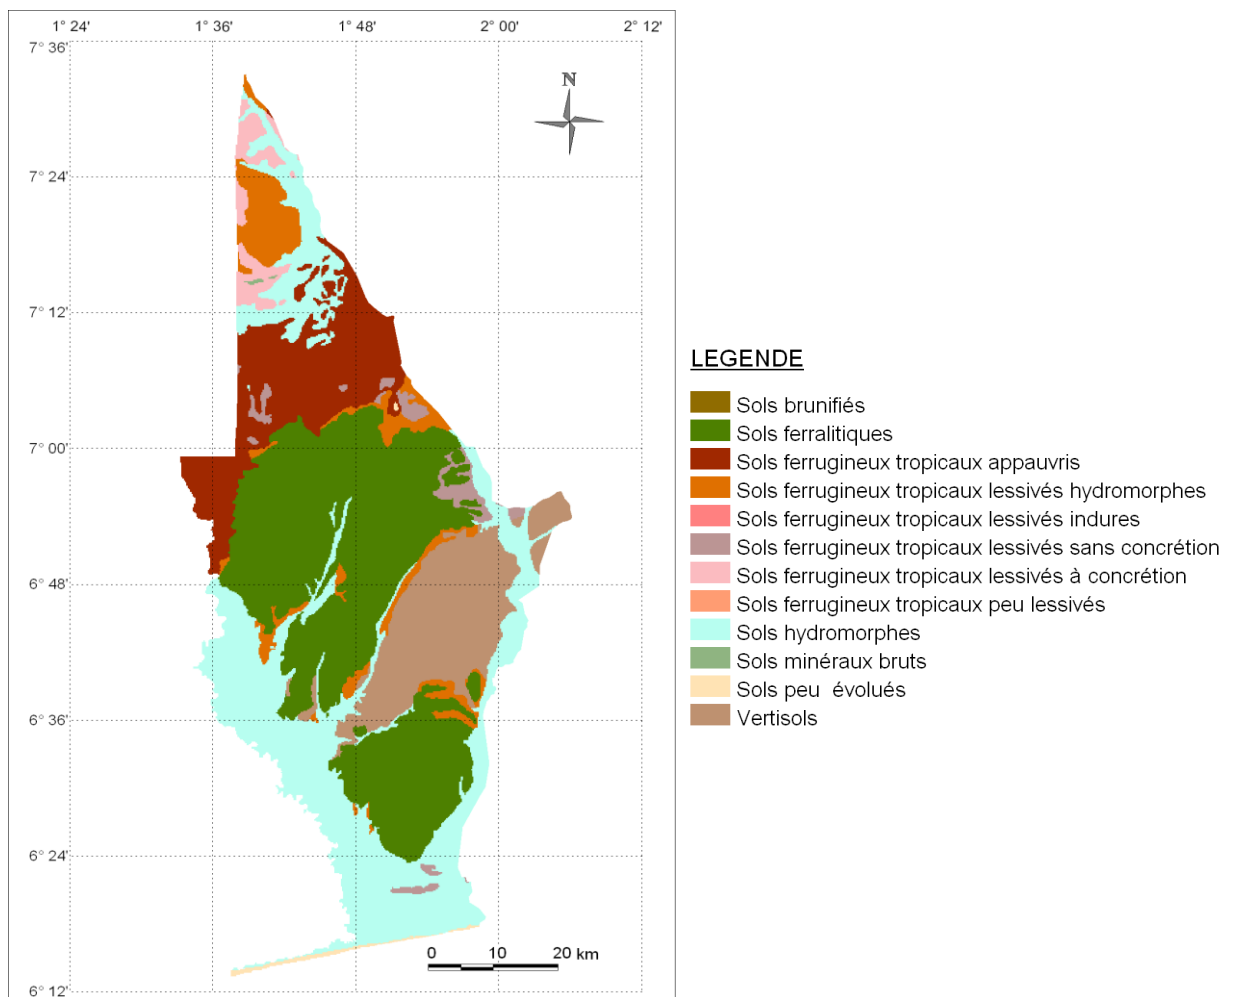 1° 24' 1° 36' 1° 48' 2° 00' 2° 12'
7° 36'
N
7° 24'
7° 12'
7° 00'
6° 48'
6° 36'
6° 24'
6° 12'
0 10 20 km
LEGENDE
Sols brunifiés
Sols ferralitiques
Sols ferrugineux tropicaux appauvris
Sols ferrugineux tropicaux lessivés hydromorphes
Sols ferrugineux tropicaux lessivés indures
Sols ferrugineux tropicaux lessivés sans concrétion
Sols ferrugineux tropicaux lessivés à concrétion
Sols ferrugineux tropicaux peu lessivés
Sols hydromorphes
Sols minéraux bruts
Sols peu évolués
Vertisols